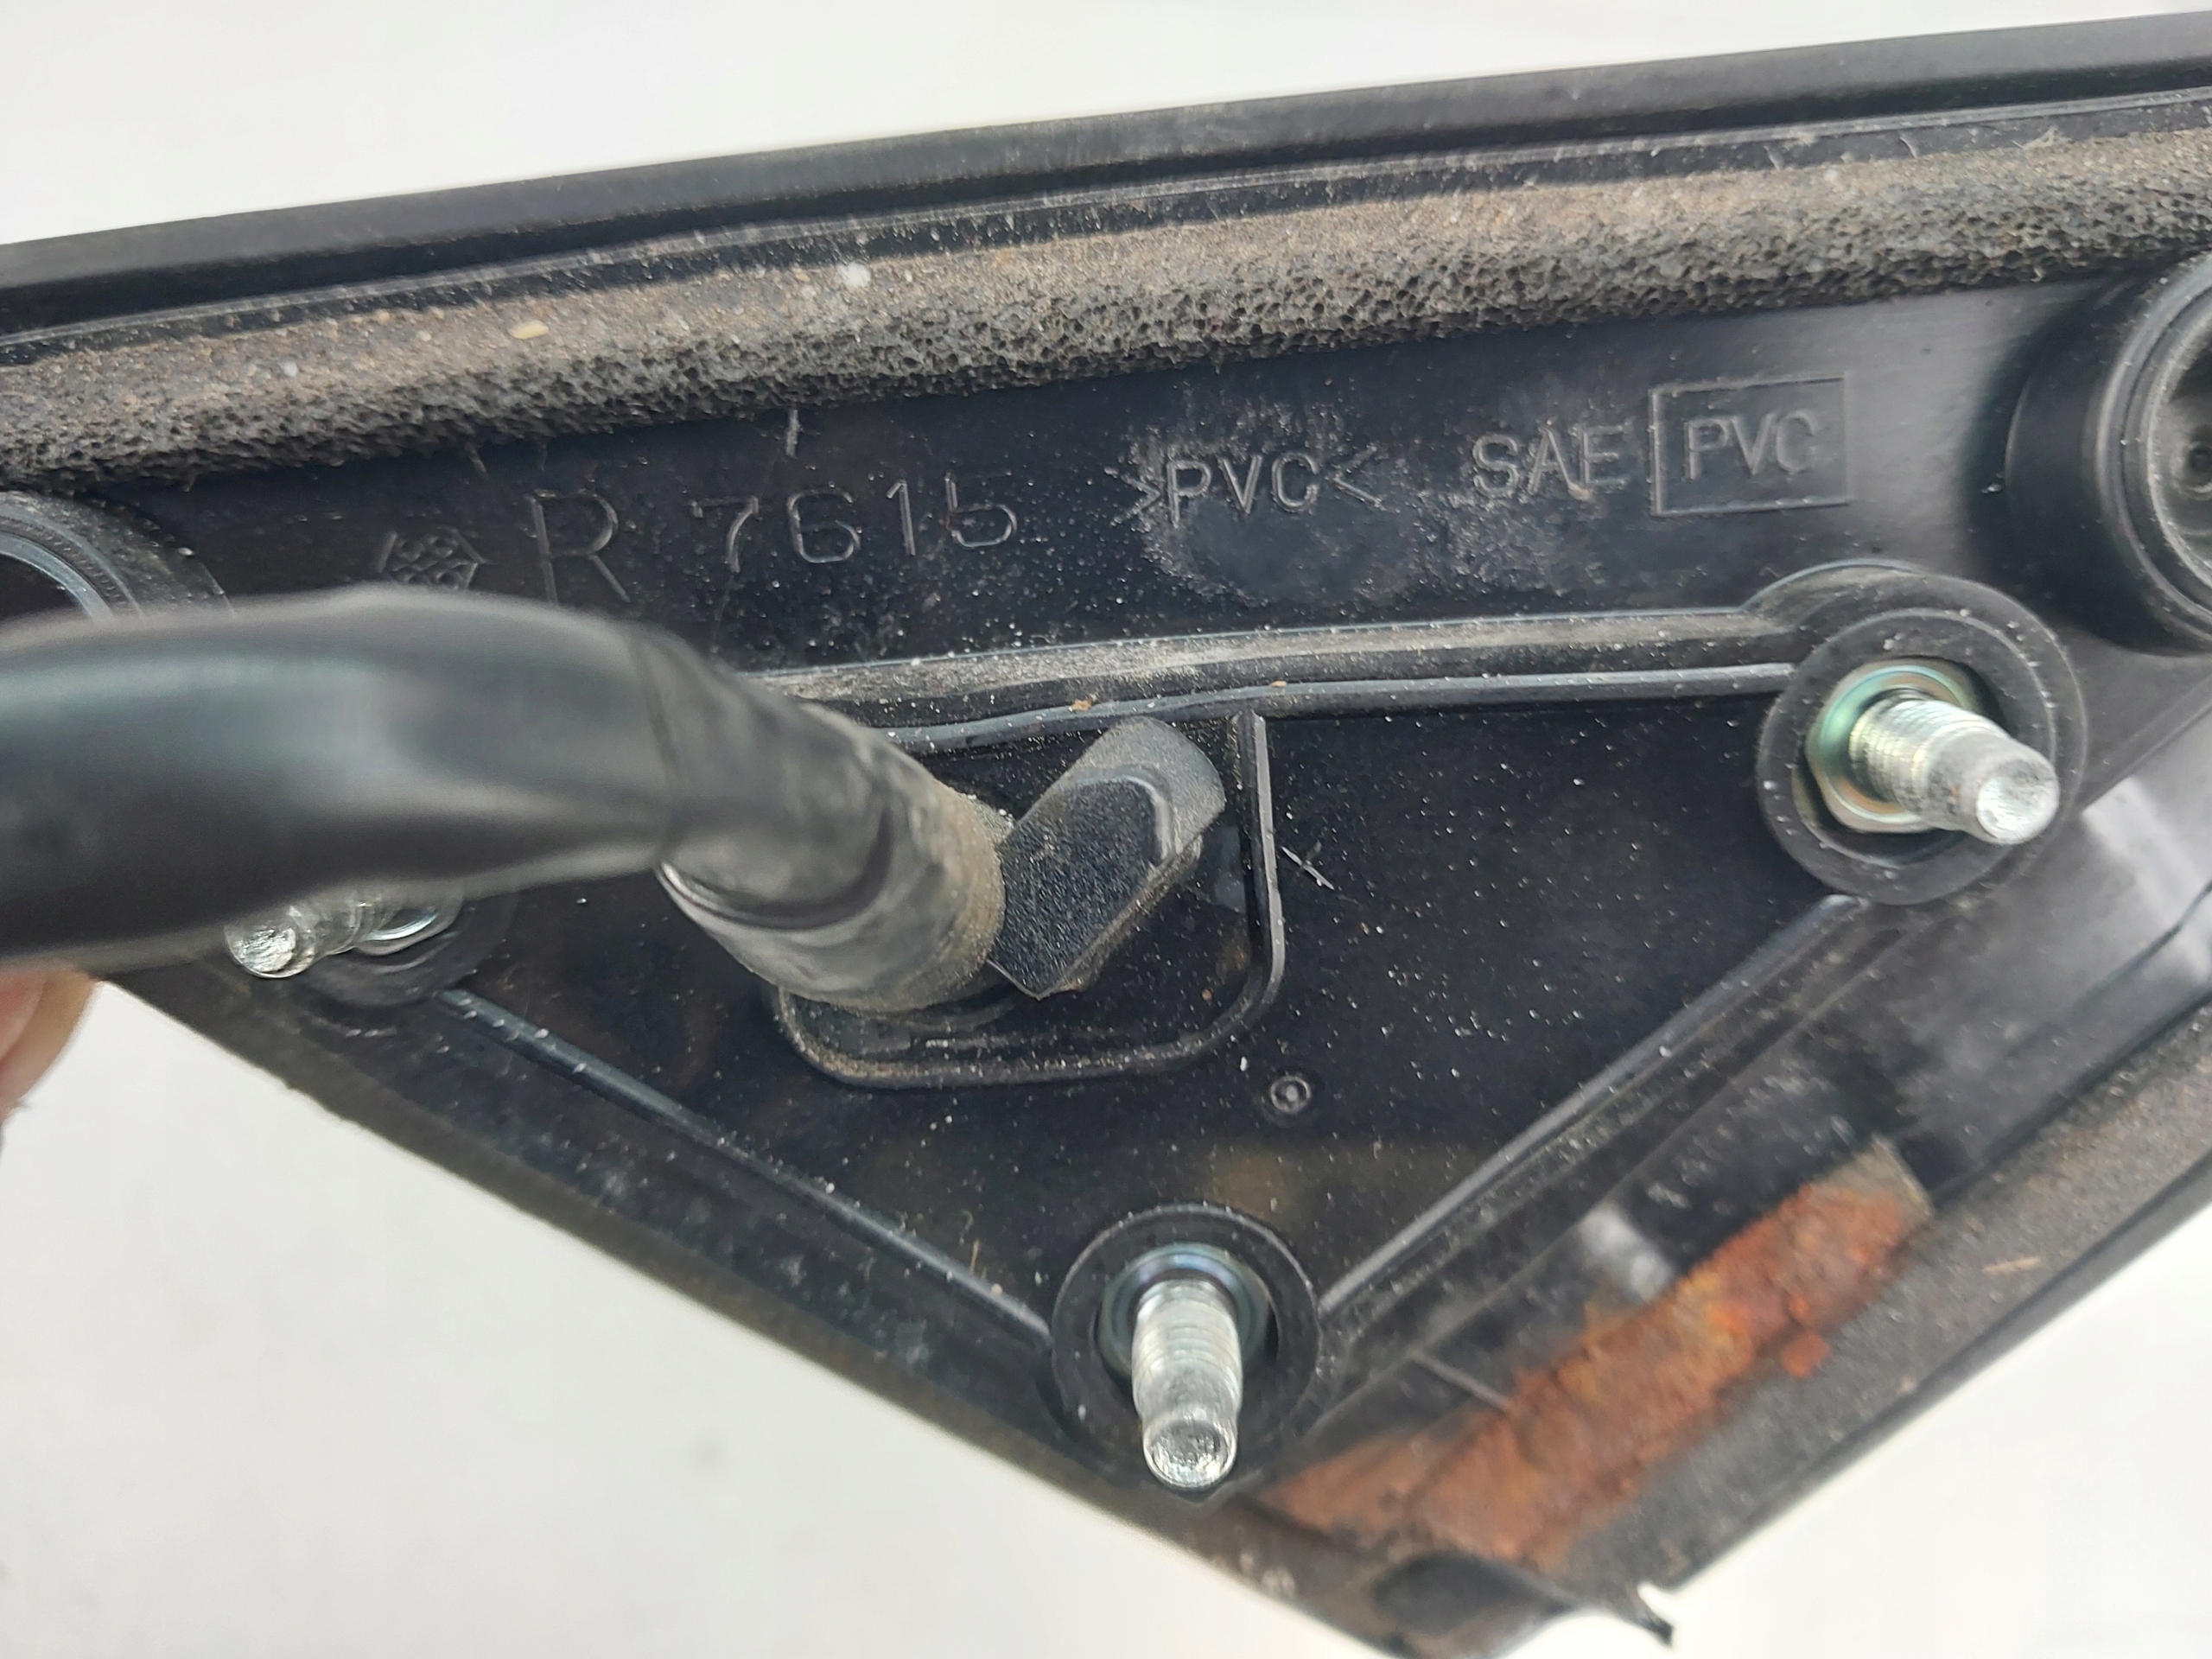 R 7615 >PVC< SAE PVC